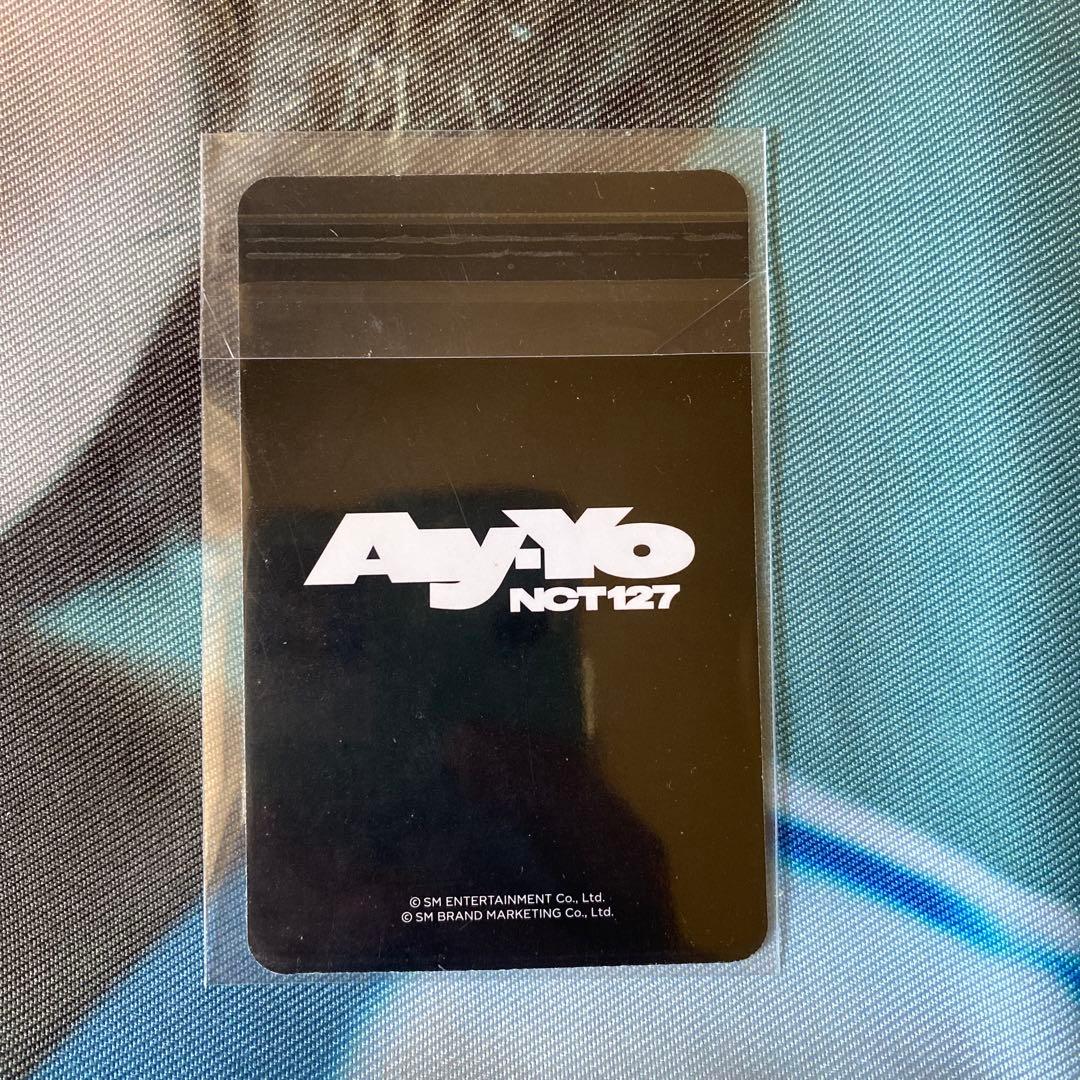 Ay-Yo
NCT127
© SM ENTERTAINMENT Co., Ltd.
© SM BRAND MARKETING Co., Ltd.